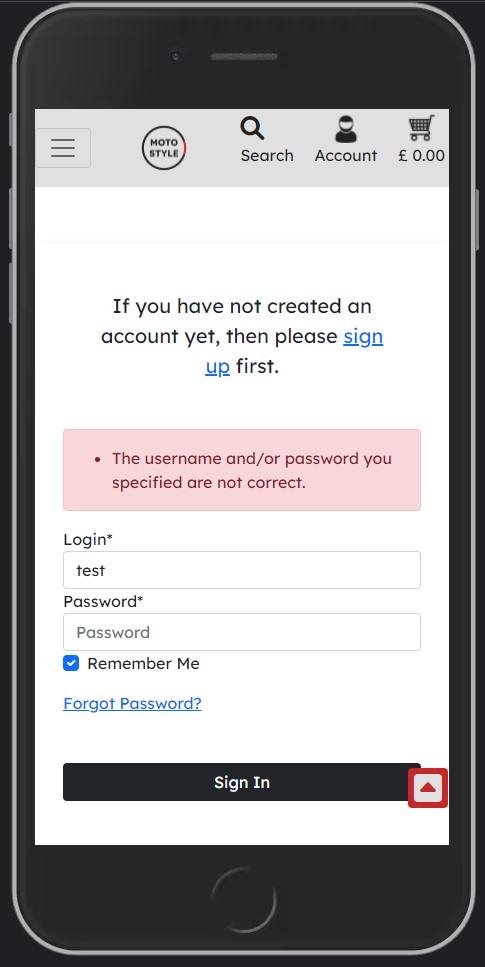 MOTO
STYLE
Search
Account
£ 0.00
If you have not created an
account yet, then please sign
up first.
The username and/or password you
specified are not correct.
Login*
test
Password*
Password
Remember Me
Forgot Password?
Sign In